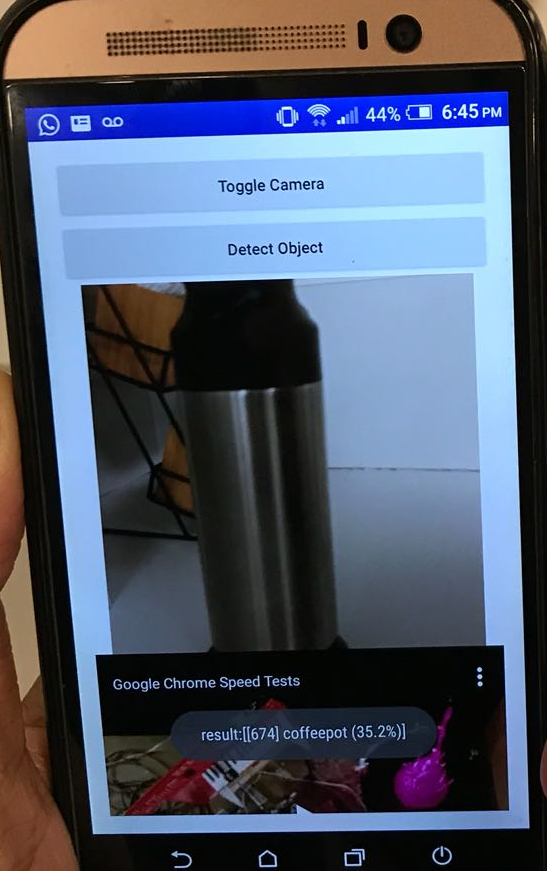 44% 6:45 PM
Toggle Camera
Detect Object
Google Chrome Speed Tests
result:[[674] coffeepot (35.2%)]